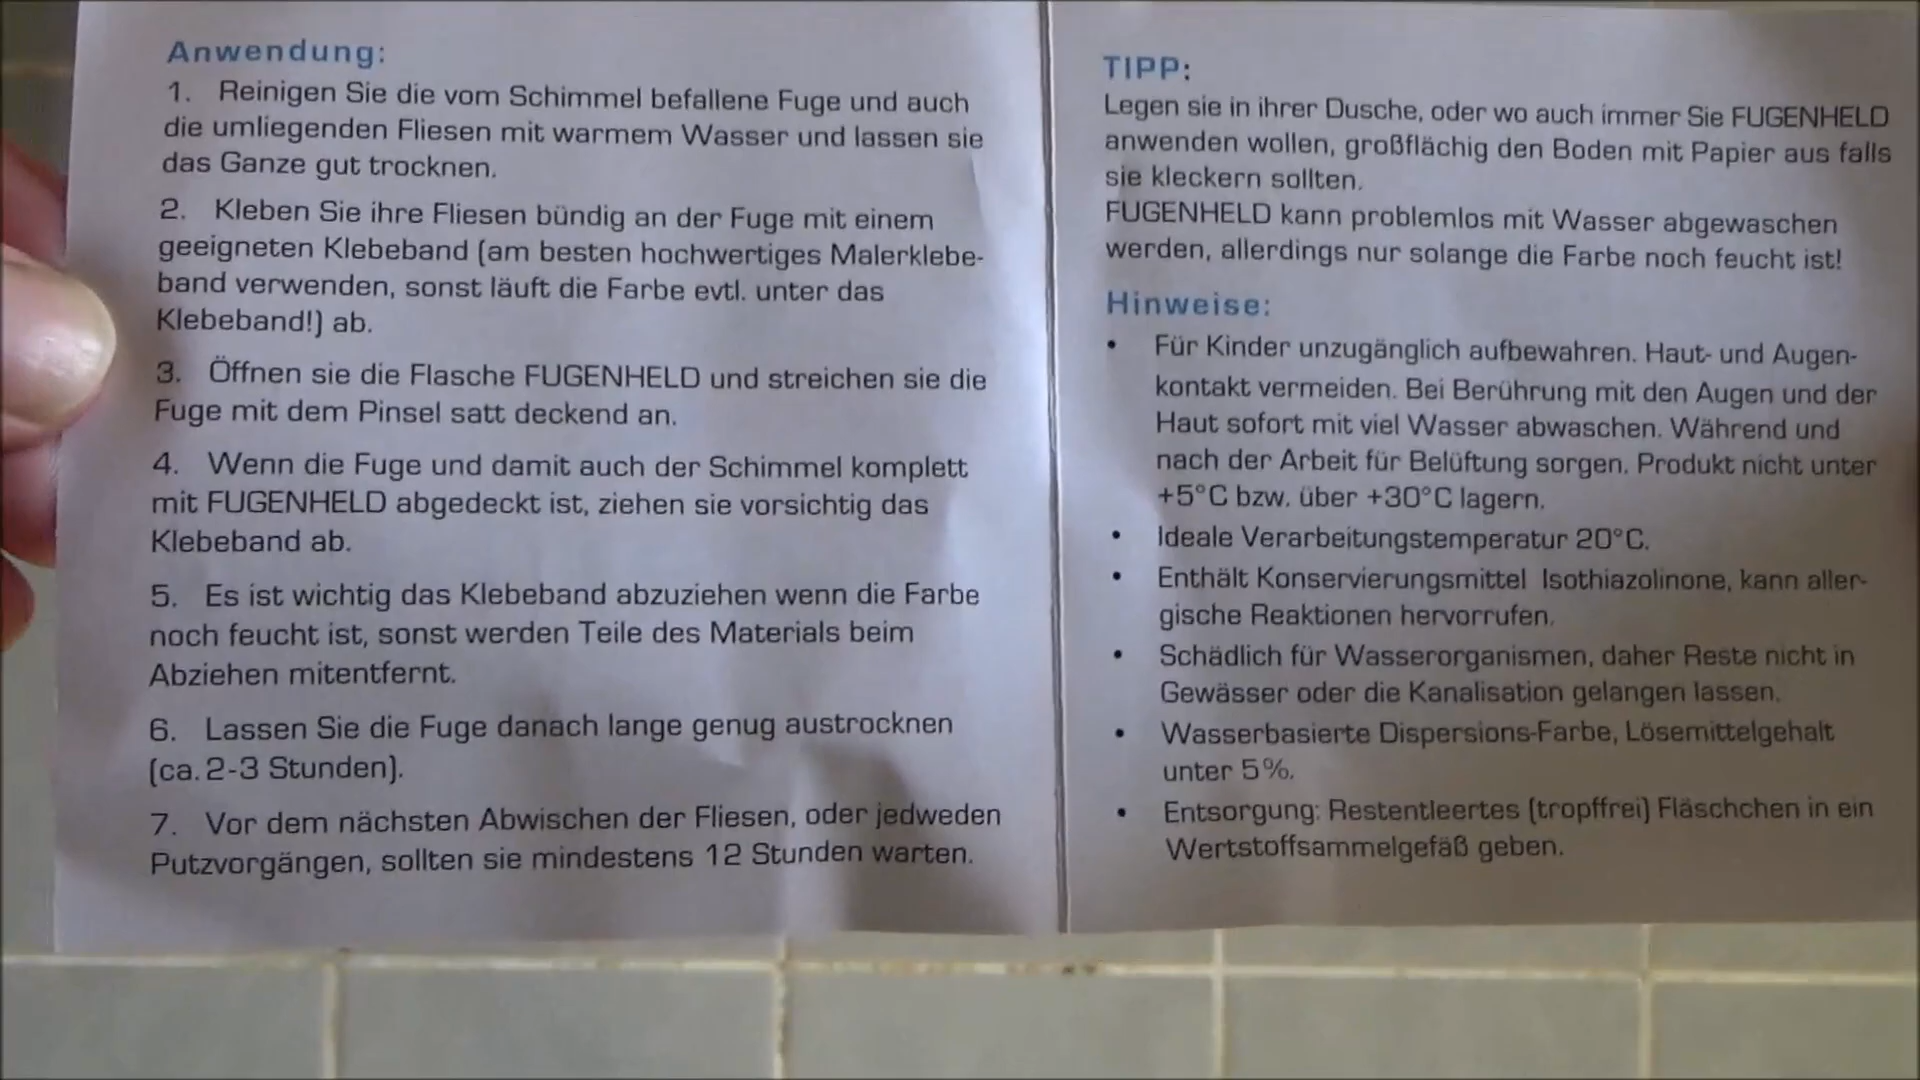 Anwendung:
1. Reinigen Sie die vom Schimmel befallene Fuge und auch
die umliegenden Fliesen mit warmem Wasser und lassen sie
das Ganze gut trocknen.
2. Kleben Sie ihre Fliesen bündig an der Fuge mit einem
geeigneten Klebeband (am besten hochwertiges Malerklebe-
band verwenden, sonst läuft die Farbe evtl. unter das
Klebeband!) ab.
3. Öffnen sie die Flasche FUGENHELD und streichen sie die
Fuge mit dem Pinsel satt deckend an.
4. Wenn die Fuge und damit auch der Schimmel komplett
mit FUGENHELD abgedeckt ist, ziehen sie vorsichtig das
Klebeband ab.
5. Es ist wichtig das Klebeband abzuziehen wenn die Farbe
noch feucht ist, sonst werden Teile des Materials beim
Abziehen mitentfernt.
6. Lassen Sie die Fuge danach lange genug austrocknen
(ca. 2-3 Stunden).
7. Vor dem nächsten Abwischen der Fliesen, oder jedweden
Putzvorgängen, sollten sie mindestens 12 Stunden warten.
TIPP:
Legen sie in ihrer Dusche, oder wo auch immer Sie FUGENHELD
anwenden wollen, großflächig den Boden mit Papier aus falls
sie kleckern sollten.
FUGENHELD kann problemlos mit Wasser abgewaschen
werden, allerdings nur solange die Farbe noch feucht ist!
Hinweise:
• Für Kinder unzugänglich aufbewahren. Haut- und Augen-
kontakt vermeiden. Bei Berührung mit den Augen und der
Haut sofort mit viel Wasser abwaschen. Während und
nach der Arbeit für Belüftung sorgen. Produkt nicht unter
+5°C bzw. über +30°C lagern.
• Ideale Verarbeitungstemperatur 20°C.
• Enthält Konservierungsmittel Isothiazolinone, kann aller-
gische Reaktionen hervorrufen.
• Schädlich für Wasserorganismen, daher Reste nicht in
Gewässer oder die Kanalisation gelangen lassen.
• Wasserbasierte Dispersions-Farbe, Lösemittelgehalt
unter 5%.
• Entsorgung: Restentleertes (tropffrei) Fläschchen in ein
Wertstoffsammelgefäß geben.